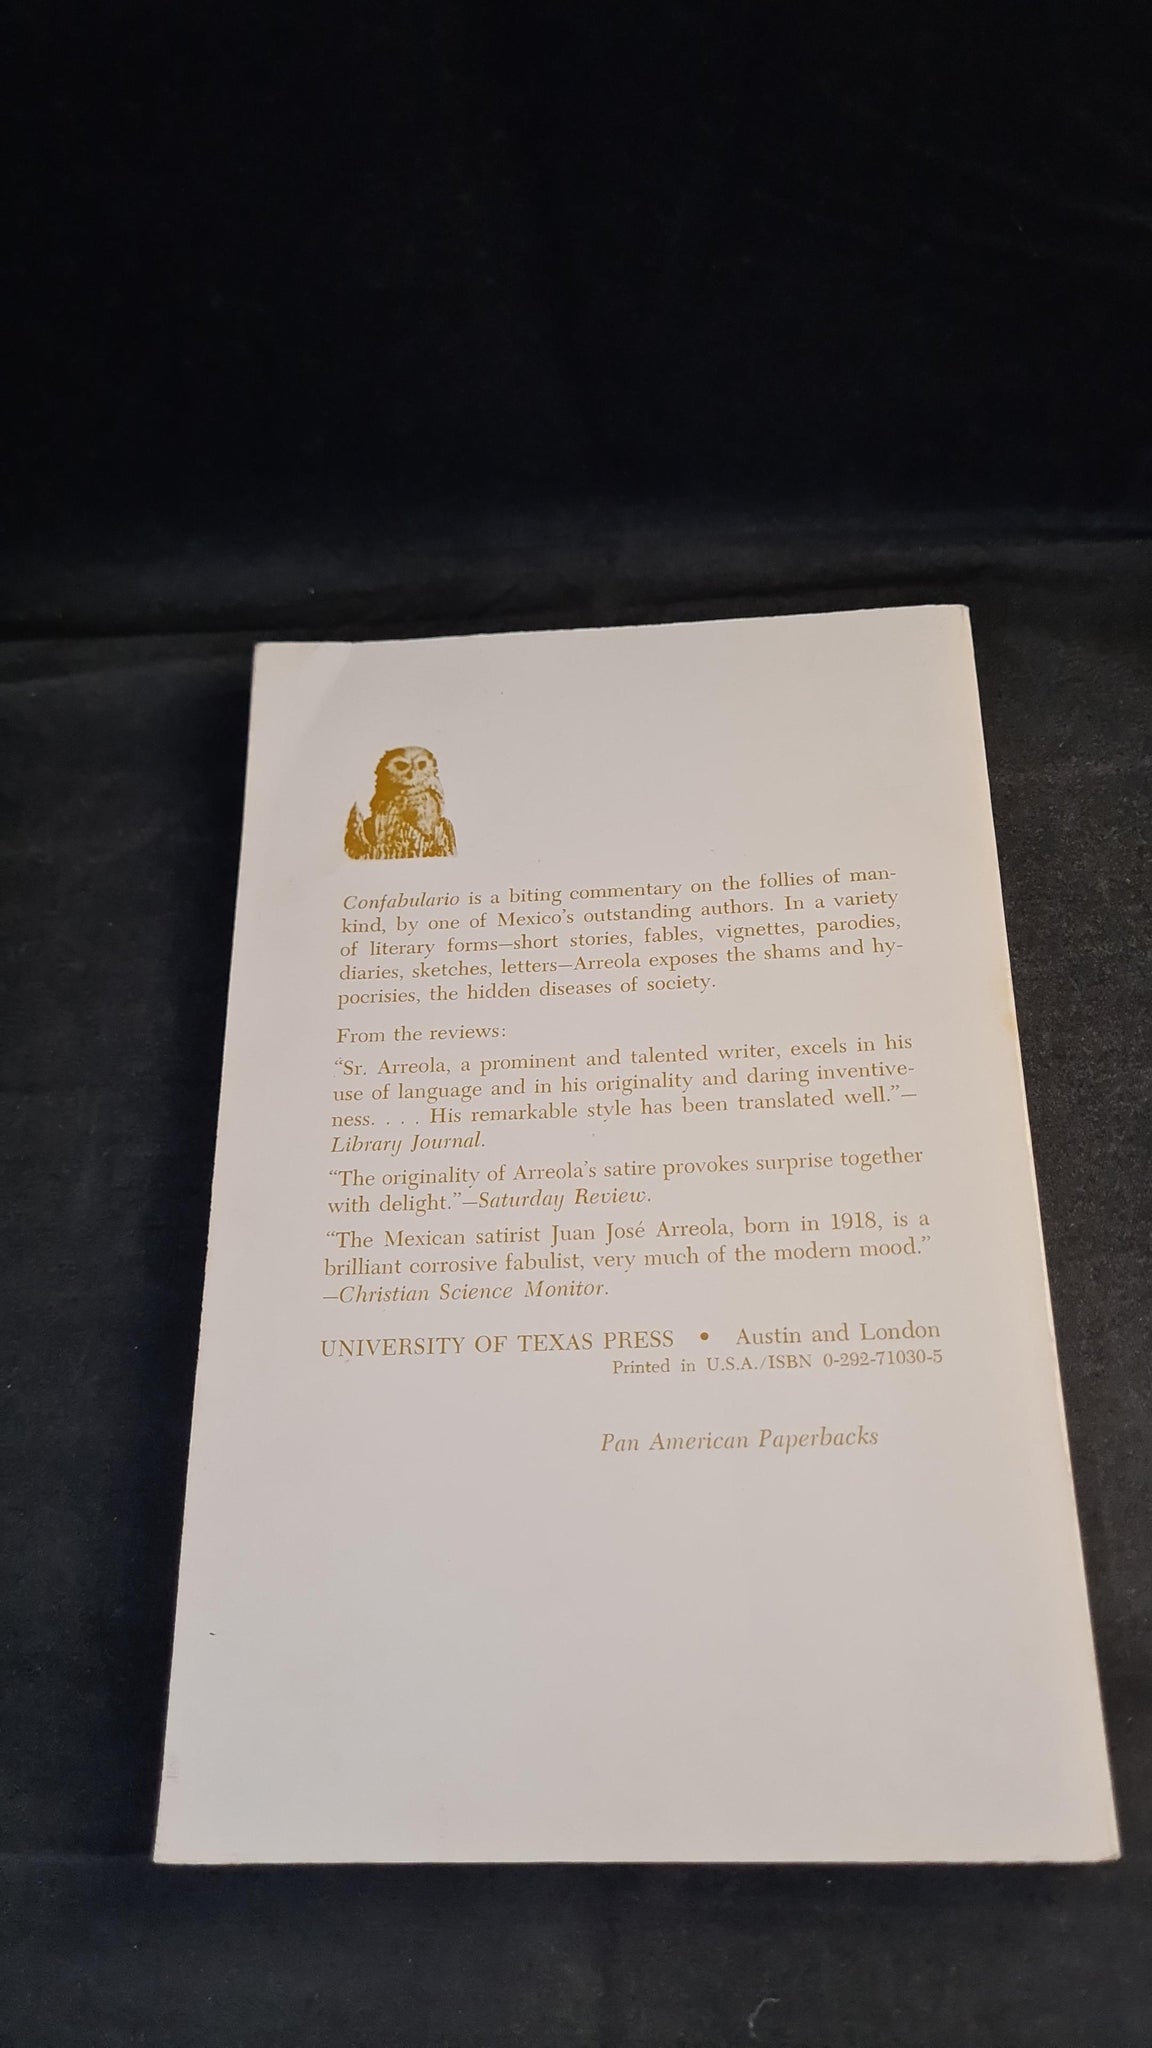 Confabulario is a biting commentary on the follies of man-
kind, by one of Mexico's outstanding authors. In a variety
of literary forms—short stories, fables, vignettes, parodies,
diaries, sketches, letters—Arreola exposes the shams and hy-
pocrisies, the hidden diseases of society.
From the reviews:
“Sr. Arreola, a prominent and talented writer, excels in his
use of language and in his originality and daring inventive-
ness. . . . His remarkable style has been translated well.”—
Library Journal.
“The originality of Arreola's satire provokes surprise together
with delight.”—Saturday Review.
“The Mexican satirist Juan José Arreola, born in 1918, is a
brilliant corrosive fabulist, very much of the modern mood.”
—Christian Science Monitor.
UNIVERSITY OF TEXAS PRESS • Austin and London
Printed in U.S.A./ISBN 0-292-71030-5
Pan American Paperbacks